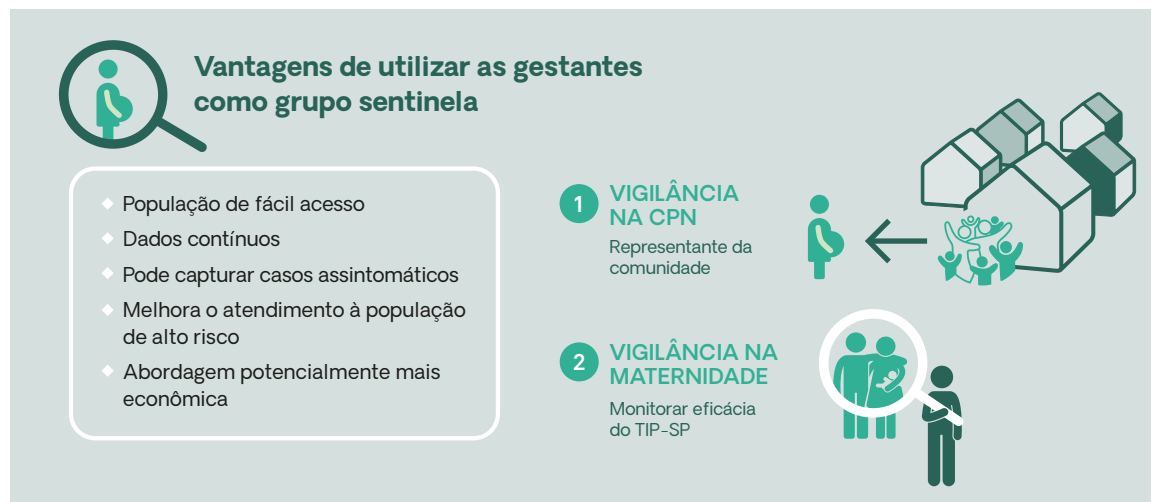 Vantagens de utilizar as gestantes
como grupo sentinela
População de fácil acesso
Dados contínuos
Pode capturar casos assintomáticos
Melhora o atendimento à população
de alto risco
Abordagem potencialmente mais
econômica
1
VIGILÂNCIA
NA CPN
Representante da
comunidade
2
VIGILÂNCIA NA
MATERNIDADE
Monitorar eficácia
do TIP-SP